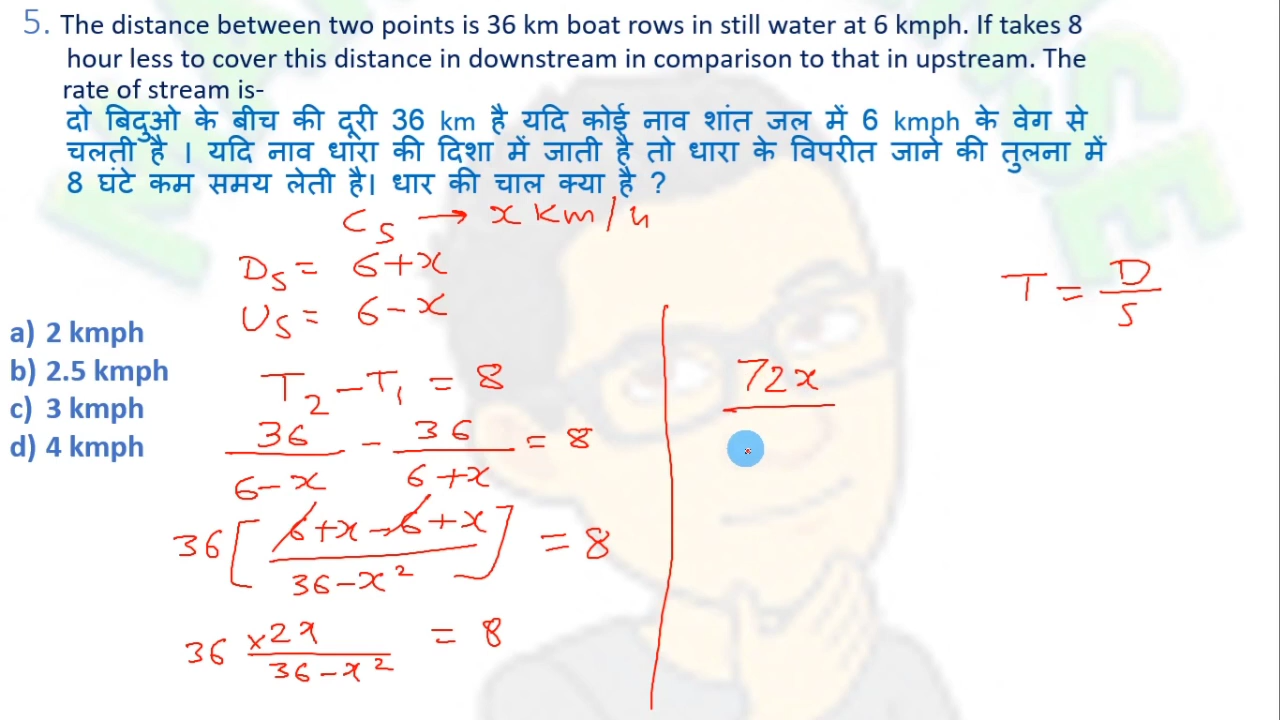 5. The distance between two points is 36 km boat rows in still water at 6 kmph. If takes 8
hour less to cover this distance in downstream in comparison to that in upstream. The
rate of stream is-
दो बिदुओ के बीच की दूरी 36 km है यदि कोई नाव शांत जल में 6 kmph के वेग से
चलती है । यदि नाव धारा की दिशा में जाती है तो धारा के विपरीत जाने की तुलना में
8 घंटे कम समय लेती है। धार की चाल क्या है ?
CS → x Km/h
DS = 6+x
US = 6-x
a) 2 kmph
b) 2.5 kmph
c) 3 kmph
d) 4 kmph
T2 - T1 = 8
36/6-x - 36/6+x = 8
36[6+x-6+x/36-x²] = 8
36 ×2x/36-x² = 8
72x
T = D/S